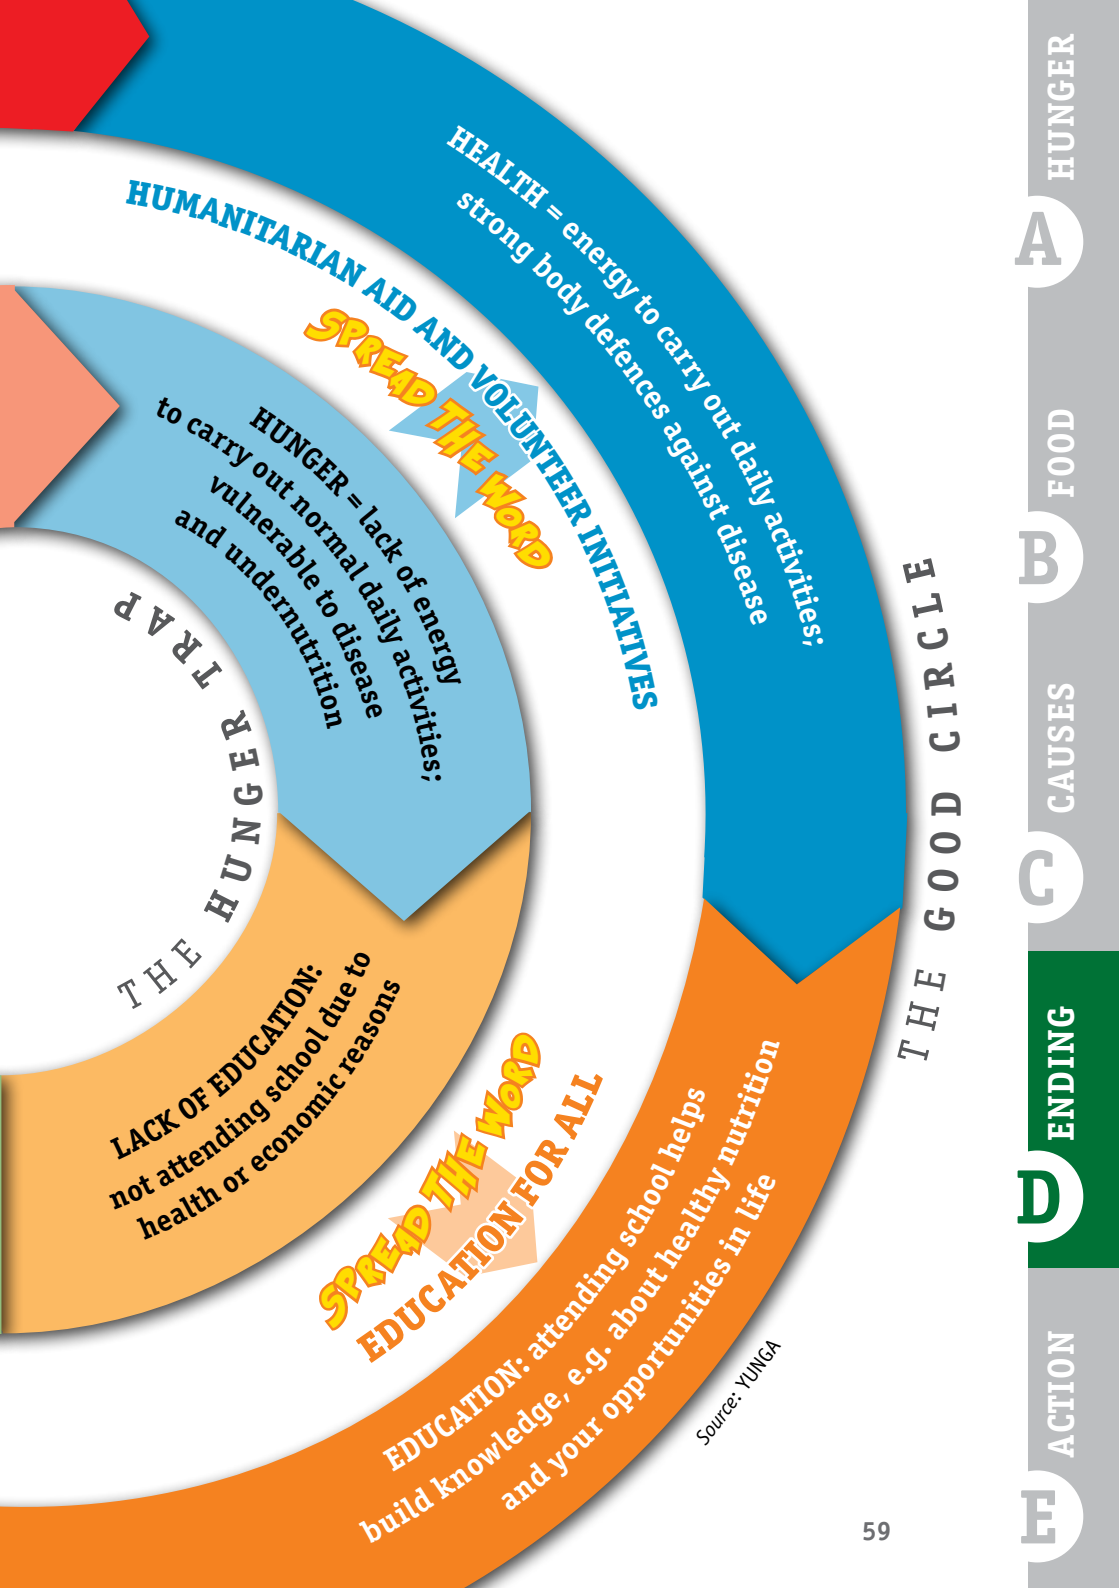 HEALTH = energy to carry out daily activities;
strong body defences against disease
HUMANITARIAN AID AND VOLUNTEER INITIATIVES
SPREAD THE WORD
HUNGER = lack of energy
to carry out normal daily activities;
vulnerable to disease
and undernutrition
THE HUNGER TRAP
THE GOOD CIRCLE
LACK OF EDUCATION:
not attending school due to
health or economic reasons
SPREAD THE WORD
EDUCATION FOR ALL
EDUCATION: attending school helps
build knowledge, e.g. about healthy nutrition
and your opportunities in life
Source: YUNGA
59
A HUNGER
B FOOD
C CAUSES
D ENDING
E ACTION